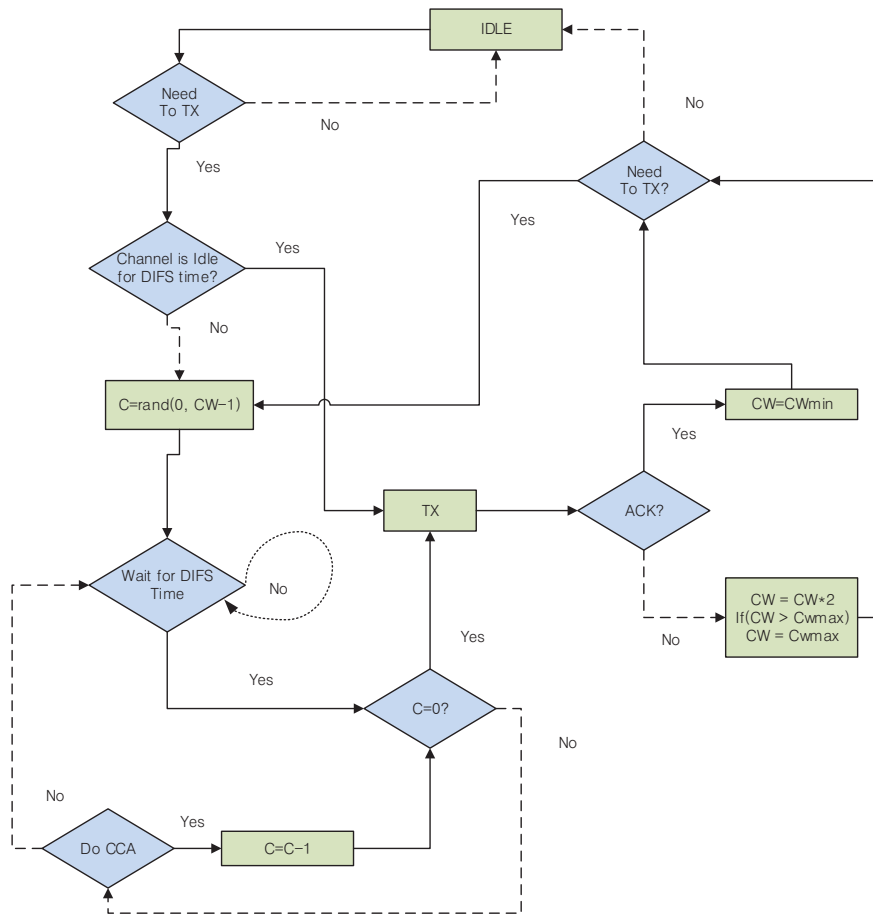 IDLE
Need
To TX
No
No
Yes
Need
To TX?
Yes
Channel is Idle
for DIFS time?
Yes
No
C=rand(0, CW-1)
CW=CWmin
Yes
TX
ACK?
Wait for DIFS
Time
No
CW = CW*2
If(CW > Cwmax)
CW = Cwmax
No
Yes
Yes
C=0?
No
No
Yes
Do CCA
C=C-1